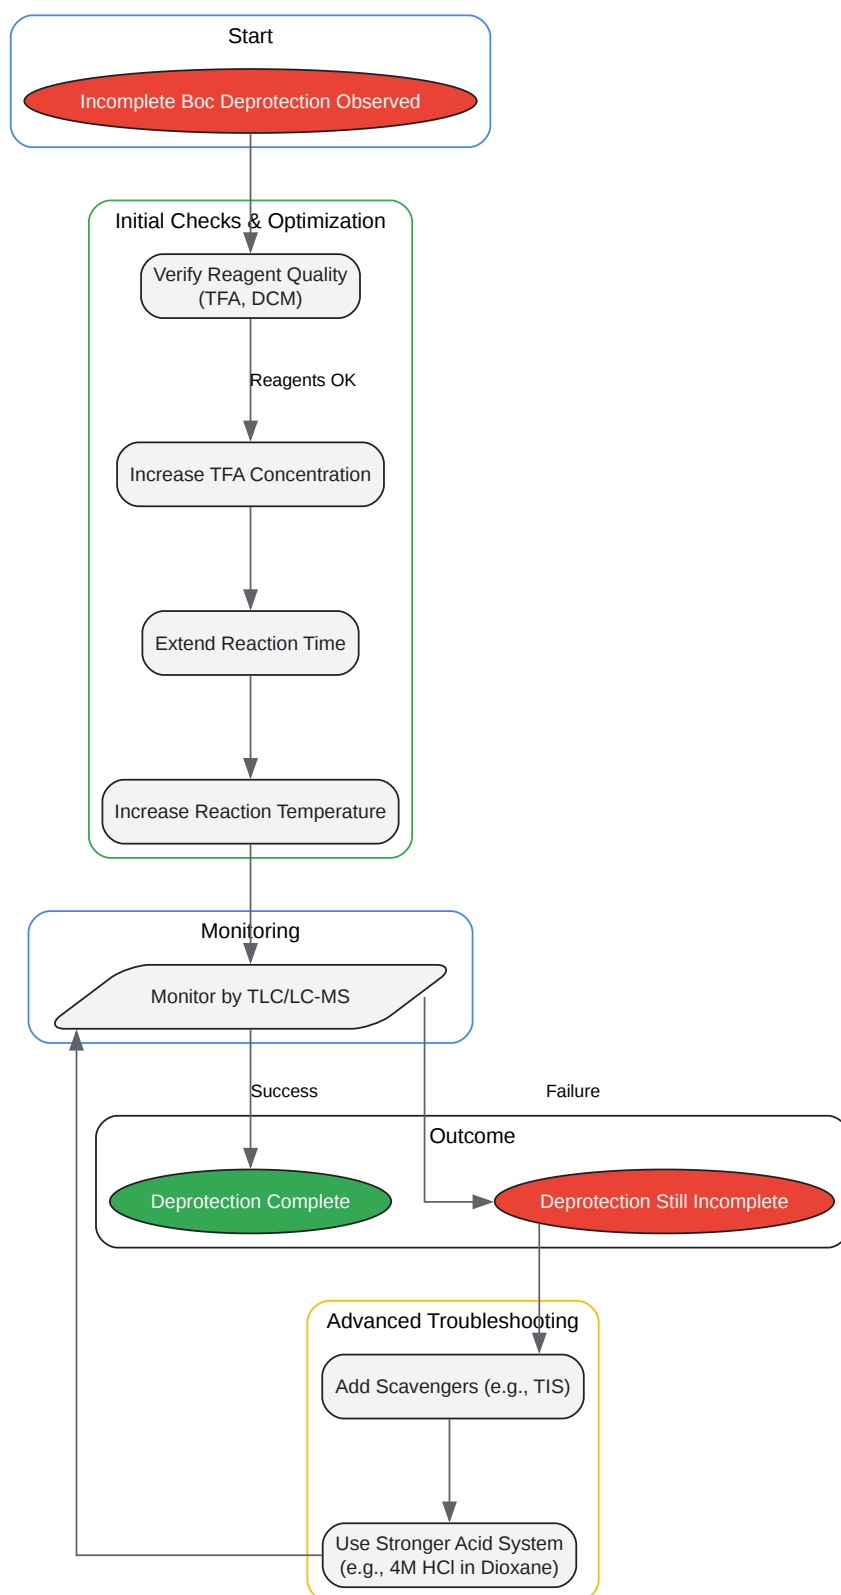 Start
Incomplete Boc Deprotection Observed
Initial Checks & Optimization
Verify Reagent Quality
(TFA, DCM)
Reagents OK
Increase TFA Concentration
Extend Reaction Time
Increase Reaction Temperature
Monitoring
Monitor by TLC/LC-MS
Success
Failure
Outcome
Deprotection Complete
Deprotection Still Incomplete
Advanced Troubleshooting
Add Scavengers (e.g., TIS)
Use Stronger Acid System
(e.g., 4M HCl in Dioxane)